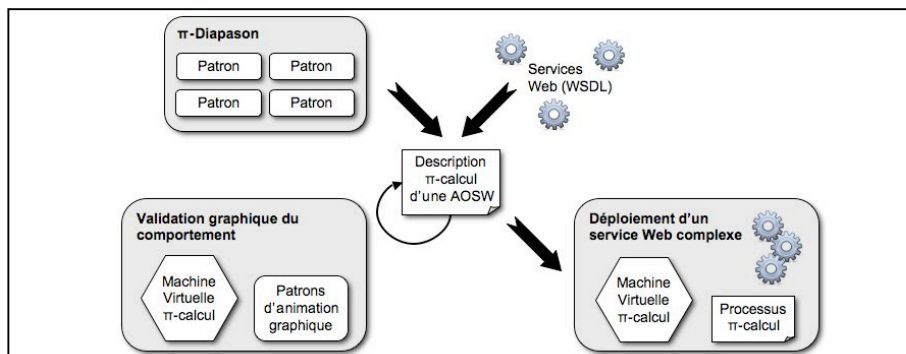 π-Diapason
Patron
Patron
Patron
Patron
Services
Web (WSDL)
Description
π-calcul
d'une AOSW
Validation graphique du
comportement
Machine
Virtuelle
π-calcul
Patrons
d'animation
graphique
Déploiement d'un
service Web complexe
Machine
Virtuelle
π-calcul
Processus
π-calcul